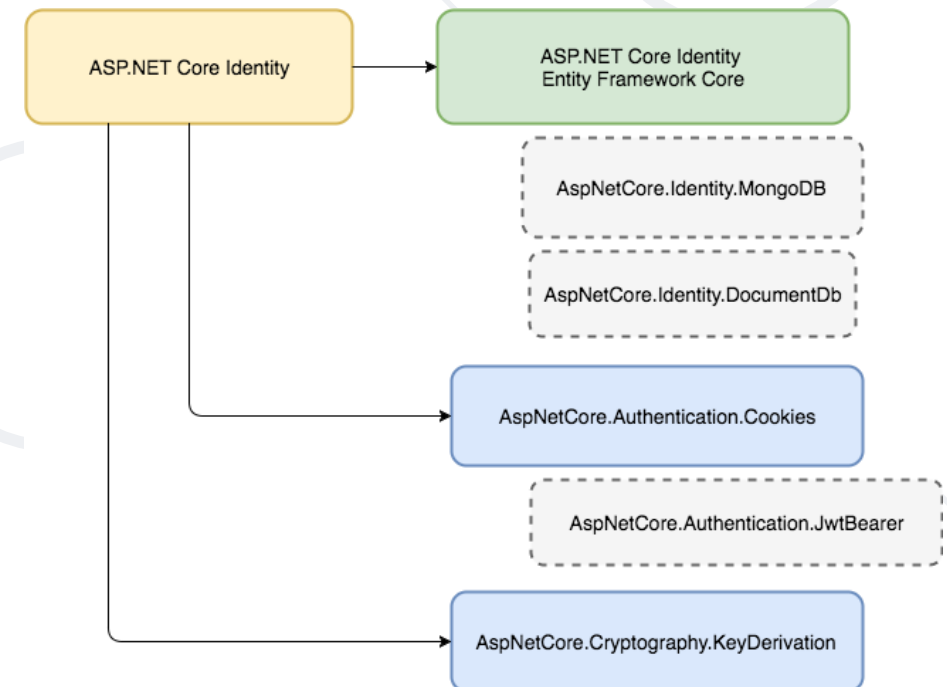 ASP.NET Core Identity
ASP.NET Core Identity
Entity Framework Core
AspNetCore.Identity.MongoDB
AspNetCore.Identity.DocumentDb
AspNetCore.Authentication.Cookies
AspNetCore.Authentication.JwtBearer
AspNetCore.Cryptography.KeyDerivation